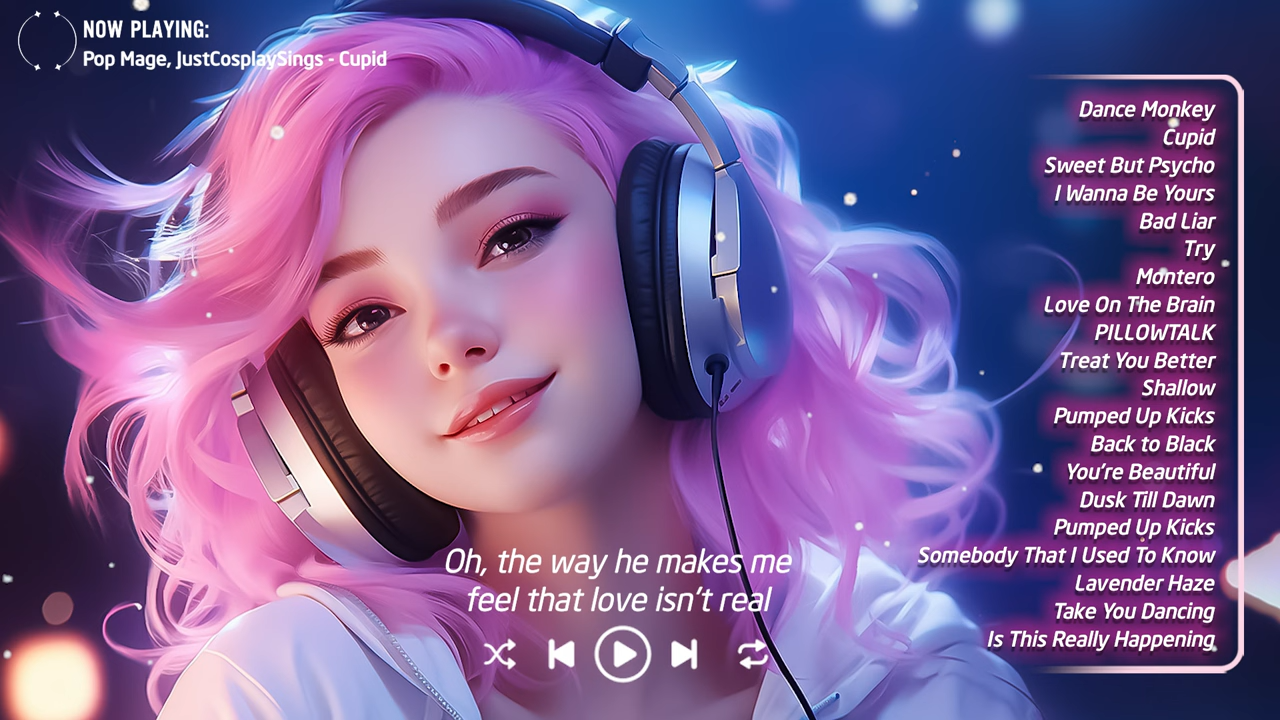 NOW PLAYING:
Pop Mage, JustCosplaySings - Cupid
Dance Monkey
Cupid
Sweet But Psycho
I Wanna Be Yours
Bad Liar
Try
Montero
Love On The Brain
PILLOWTALK
Treat You Better
Shallow
Pumped Up Kicks
Back to Black
You're Beautiful
Dusk Till Dawn
Pumped Up Kicks
Somebody That I Used To Know
Lavender Haze
Take You Dancing
Is This Really Happening
Oh, the way he makes me
feel that love isn't real